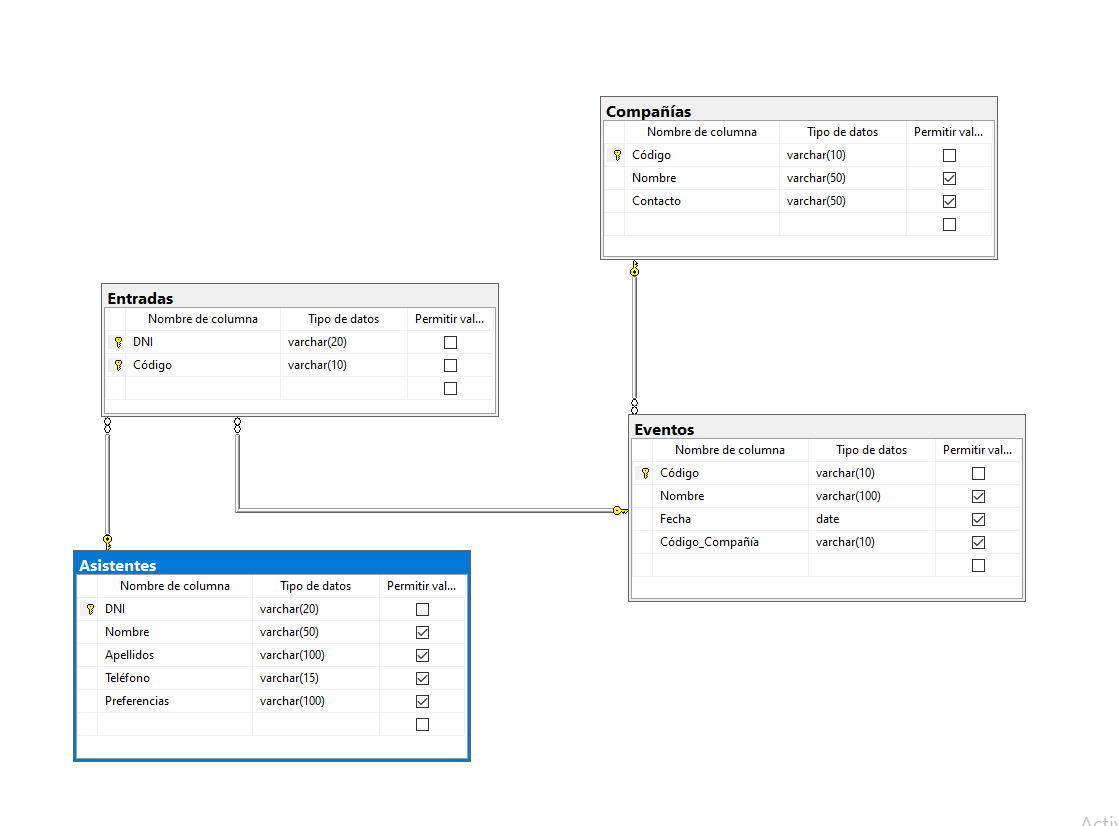 Compañías
Nombre de columna Tipo de datos Permitir val...
Código varchar(10)
Nombre varchar(50)
Contacto varchar(50)
Entradas
Nombre de columna Tipo de datos Permitir val...
DNI varchar(20)
Código varchar(10)
Eventos
Nombre de columna Tipo de datos Permitir val...
Código varchar(10)
Nombre varchar(100)
Fecha date
Código_Compañía varchar(10)
Asistentes
Nombre de columna Tipo de datos Permitir val...
DNI varchar(20)
Nombre varchar(50)
Apellidos varchar(100)
Teléfono varchar(15)
Preferencias varchar(100)